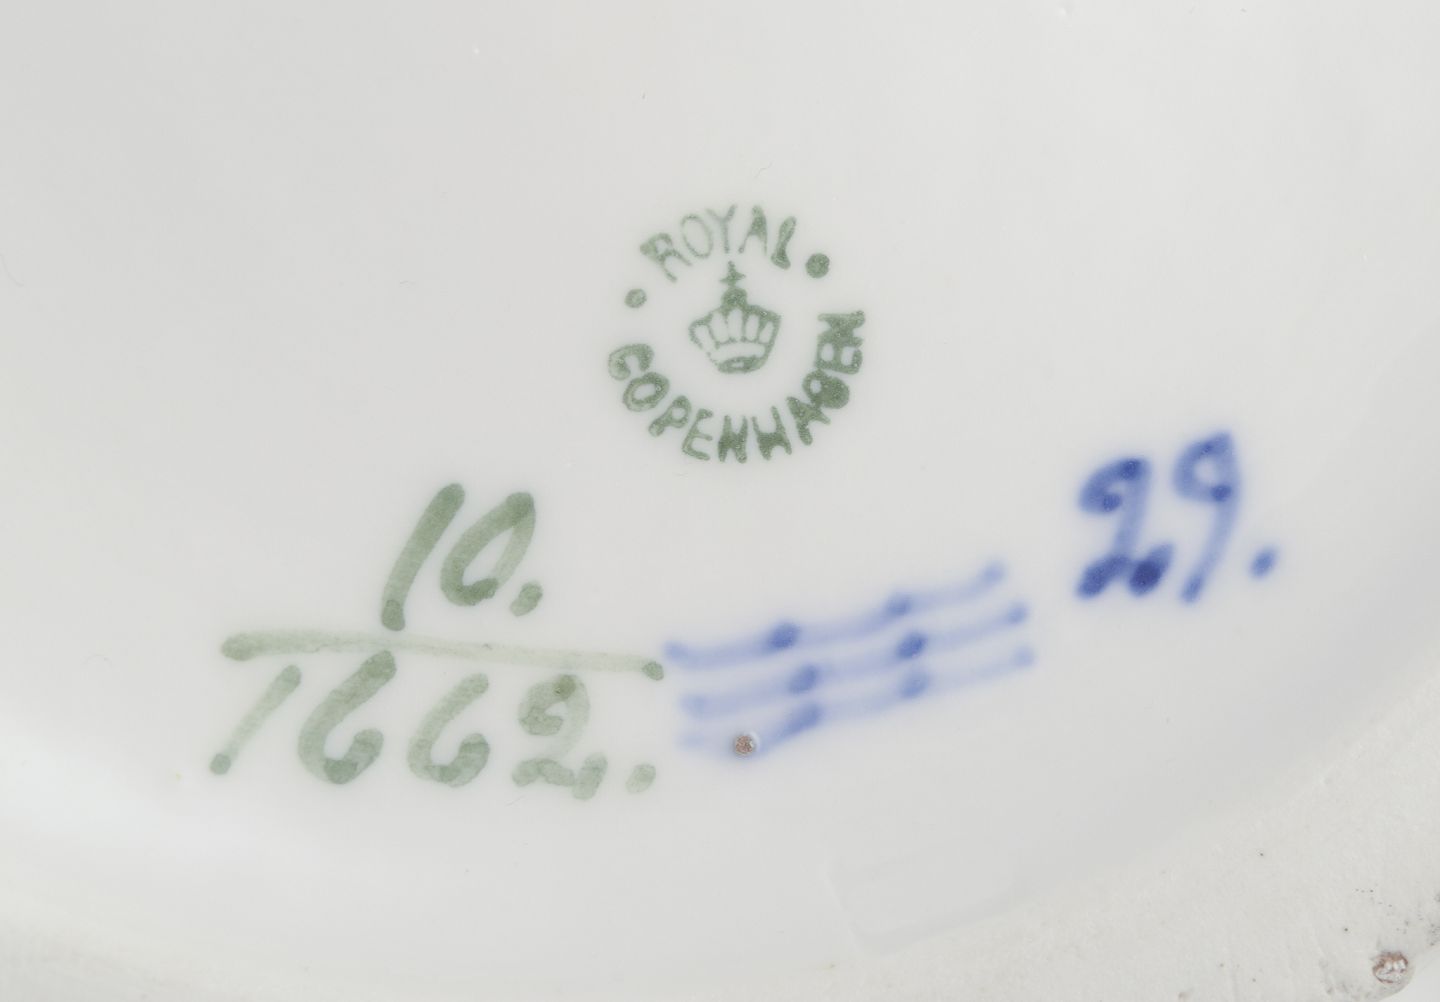 ROYAL
COPENHAGEN
10.
1662.
29.